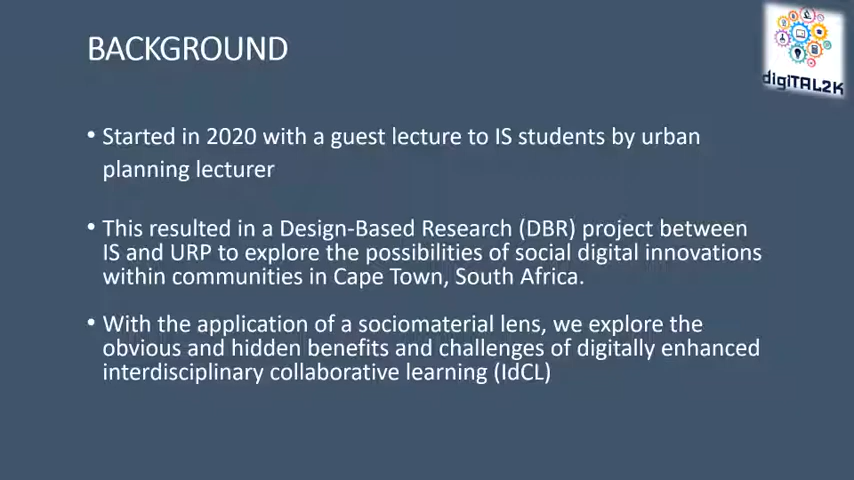 BACKGROUND
digiTAL2K
• Started in 2020 with a guest lecture to IS students by urban
planning lecturer
• This resulted in a Design-Based Research (DBR) project between
IS and URP to explore the possibilities of social digital innovations
within communities in Cape Town, South Africa.
• With the application of a sociomaterial lens, we explore the
obvious and hidden benefits and challenges of digitally enhanced
interdisciplinary collaborative learning (IdCL)